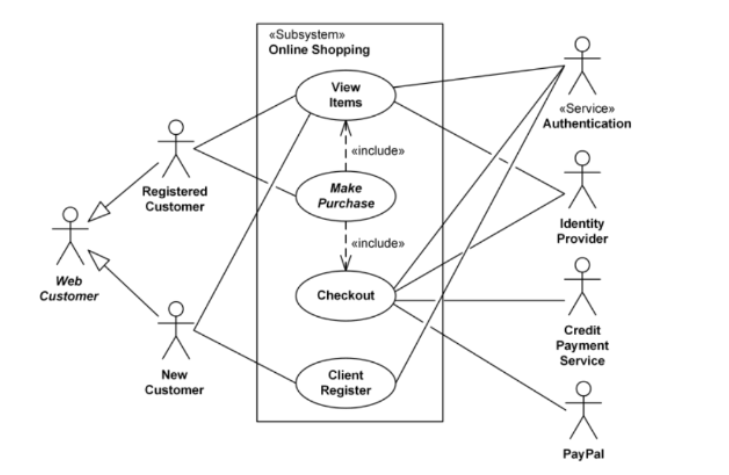 «Subsystem»
Online Shopping
View
Items
«include»
Make
Purchase
«include»
Checkout
Client
Register
Registered
Customer
Web
Customer
New
Customer
«Service»
Authentication
Identity
Provider
Credit
Payment
Service
PayPal